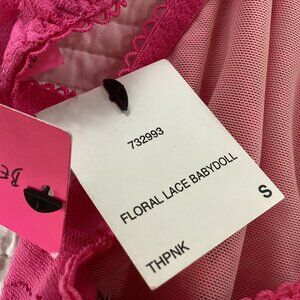 732993
FLORAL LACE BABYDOLL
THPNK
S